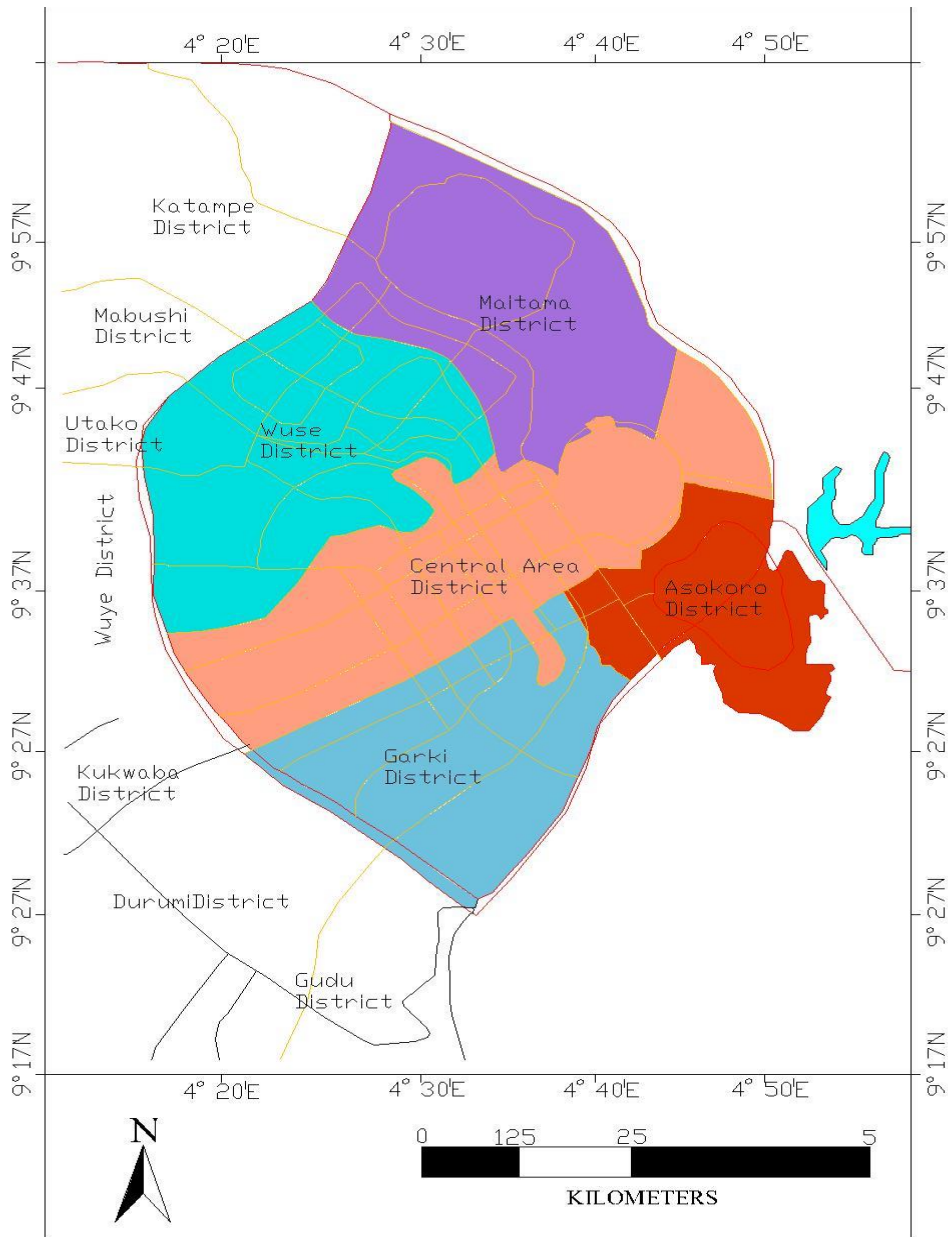 4° 20'E 4° 30'E 4° 40'E 4° 50'E
Katampe
District
9° 57'N 9° 57'N
Mabushi
District
Maitama
District
9° 47'N 9° 47'N
Utako
District
Wuse
District
Wuye District
Central Area
District
9° 37'N 9° 37'N
Asokoro
District
9° 27'N 9° 27'N
Garki
District
Kukwaba
District
DurumiDistrict
9° 27'N 9° 27'N
Gudu
District
9° 17'N 9° 17'N
4° 20'E 4° 30'E 4° 40'E 4° 50'E
N
0 125 25 5
KILOMETERS